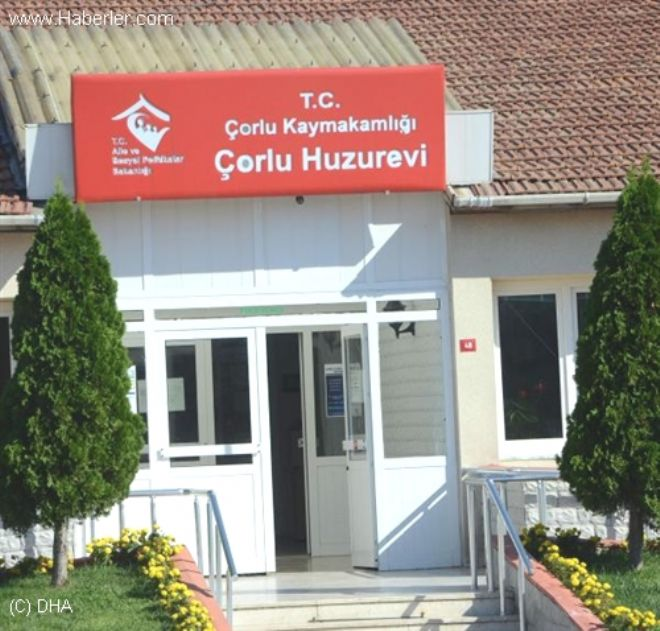 www.Haberler.com
T.C.
Çorlu Kaymakamlığı
Çorlu Huzurevi
T.C.
Aile ve
Sosyal Politikalar
Bakanlığı
48
(C) DHA